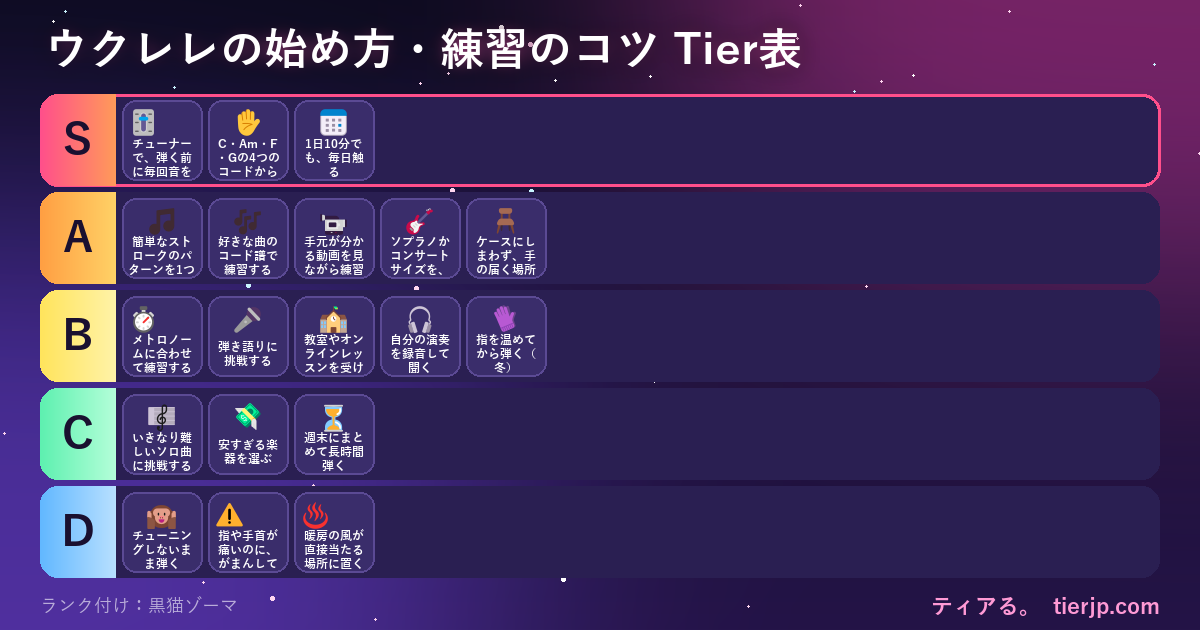 ウクレレの始め方・練習のコツ Tier表
S
チューナー
で、弾く前
に毎回音を
C・Am・F
・Gの4つの
コードから
1日10分で
も、毎日触
る
A
簡単なスト
ロークのパ
ターンを1つ
好きな曲の
コード譜で
練習する
手元が分か
る動画を見
ながら練習
ソプラノか
コンサート
サイズを、
ケースにし
まわず、手
の届く場所
B
メトロノー
ムに合わせ
て練習する
弾き語りに
挑戦する
教室やオン
ラインレッ
スンを受け
自分の演奏
を録音して
聞く
指を温めて
から弾く（
冬）
C
いきなり難
しいソロ曲
に挑戦する
安すぎる楽
器を選ぶ
週末にまと
めて長時間
弾く
D
チューニン
グしないま
ま弾く
指や手首が
痛いのに、
がまんして
暖房の風が
直接当たる
場所に置く
ランク付け：黒猫ゾーマ
ティアる。 tierjp.com